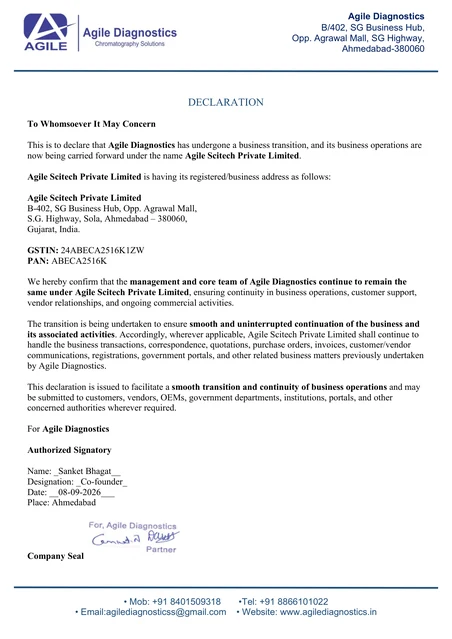 AGILE
Agile Diagnostics
Chromatography Solutions
Agile Diagnostics
B/402, SG Business Hub,
Opp. Agrawal Mall, SG Highway,
Ahmedabad-380060
DECLARATION
To Whomsoever It May Concern
This is to declare that Agile Diagnostics has undergone a business transition, and its business operations are
now being carried forward under the name Agile Scitech Private Limited.
Agile Scitech Private Limited is having its registered/business address as follows:
Agile Scitech Private Limited
B-402, SG Business Hub, Opp. Agrawal Mall,
S.G. Highway, Sola, Ahmedabad – 380060,
Gujarat, India.
GSTIN: 24ABECA2516K1ZW
PAN: ABECA2516K
We hereby confirm that the management and core team of Agile Diagnostics continue to remain the
same under Agile Scitech Private Limited, ensuring continuity in business operations, customer support,
vendor relationships, and ongoing commercial activities.
The transition is being undertaken to ensure smooth and uninterrupted continuation of the business and
its associated activities. Accordingly, wherever applicable, Agile Scitech Private Limited shall continue to
handle the business transactions, correspondence, quotations, purchase orders, invoices, customer/vendor
communications, registrations, government portals, and other related business matters previously undertaken
by Agile Diagnostics.
This declaration is issued to facilitate a smooth transition and continuity of business operations and may
be submitted to customers, vendors, OEMs, government departments, institutions, portals, and other
concerned authorities wherever required.
For Agile Diagnostics
Authorized Signatory
Name: _Sanket Bhagat__
Designation: _Co-founder_
Date: __08-09-2026___
Place: Ahmedabad
For, Agile Diagnostics
Partner
Company Seal
• Mob: +91 8401509318 •Tel: +91 8866101022
• Email:agilediagnosticss@gmail.com • Website: www.agilediagnostics.in